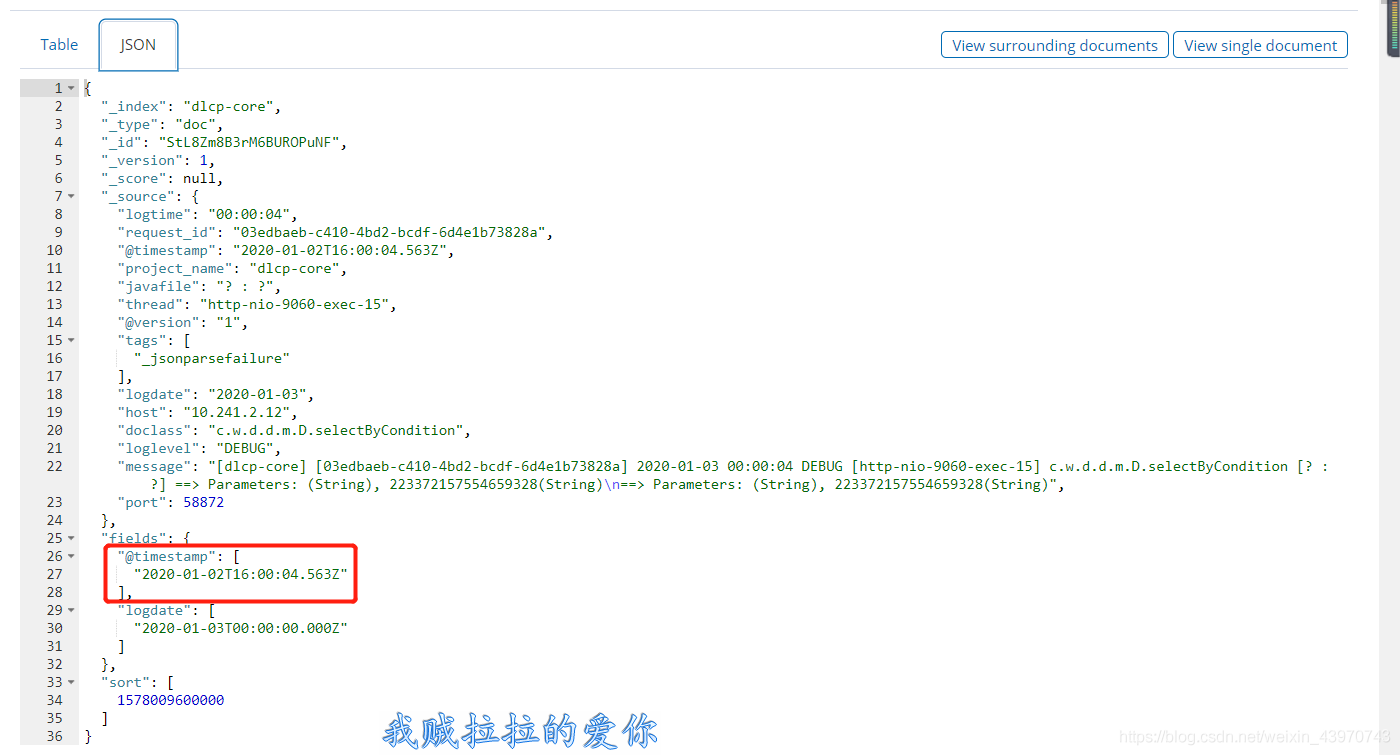 Table JSON View surrounding documents View single document
1 {
2 "_index": "dlcp-core",
3 "_type": "doc",
4 "_id": "StL8Zm8B3rM6BUROPuNF",
5 "_version": 1,
6 "_score": null,
7 "_source": {
8 "logtime": "00:00:04",
9 "request_id": "03edbaeb-c410-4bd2-bcdf-6d4e1b73828a",
10 "@timestamp": "2020-01-02T16:00:04.563Z",
11 "project_name": "dlcp-core",
12 "javafile": "? : ?",
13 "thread": "http-nio-9060-exec-15",
14 "@version": "1",
15 "tags": [
16 "_jsonparsefailure"
17 ],
18 "logdate": "2020-01-03",
19 "host": "10.241.2.12",
20 "doclass": "c.w.d.d.m.D.selectByCondition",
21 "loglevel": "DEBUG",
22 "message": "[dlcp-core] [03edbaeb-c410-4bd2-bcdf-6d4e1b73828a] 2020-01-03 00:00:04 DEBUG [http-nio-9060-exec-15] c.w.d.d.m.D.selectByCondition [? :
?] ==> Parameters: (String), 223372157554659328(String)\n==> Parameters: (String), 223372157554659328(String)",
23 "port": 58872
24 },
25 "fields": {
26 "@timestamp": [
27 "2020-01-02T16:00:04.563Z"
28 ],
29 "logdate": [
30 "2020-01-03T00:00:00.000Z"
31 ]
32 },
33 "sort": [
34 1578009600000
35 ]
36 }
我贼拉拉的爱你
https://blog.csdn.net/weixin_43970743